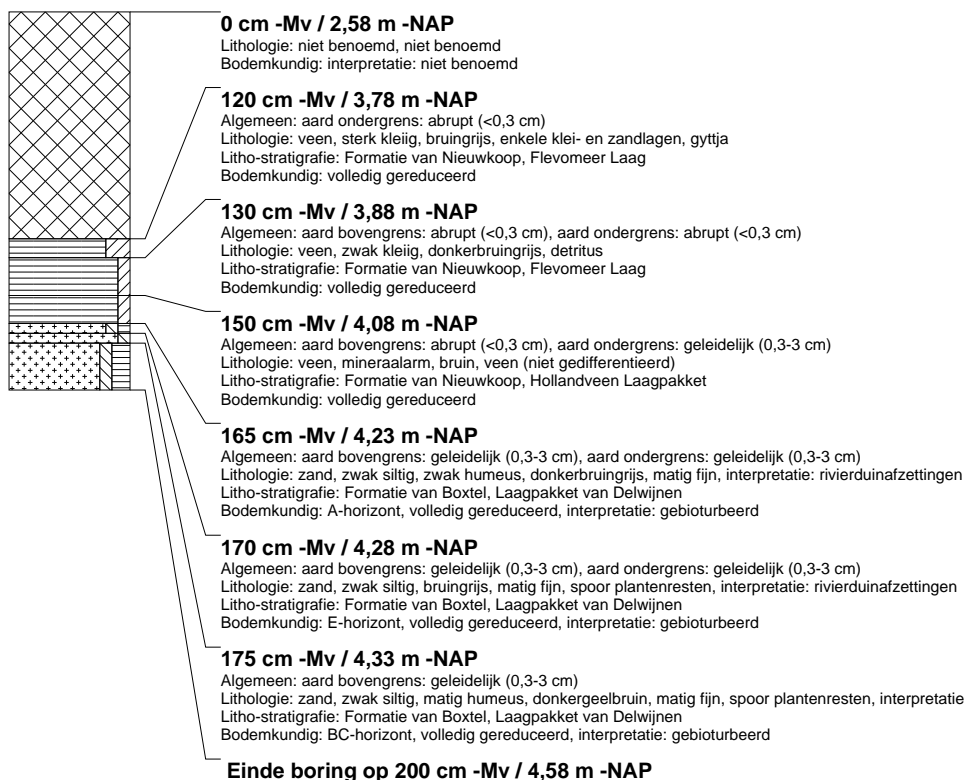 0 cm -Mv / 2,58 m -NAP
Lithologie: niet benoemd, niet benoemd
Bodemkundig: interpretatie: niet benoemd
120 cm -Mv / 3,78 m -NAP
Algemeen: aard ondergrens: abrupt (<0,3 cm)
Lithologie: veen, sterk kleiig, bruingrijs, enkele klei- en zandlagen, gyttja
Litho-stratigrafie: Formatie van Nieuwkoop, Flevomeer Laag
Bodemkundig: volledig gereduceerd
130 cm -Mv / 3,88 m -NAP
Algemeen: aard bovengrens: abrupt (<0,3 cm), aard ondergrens: abrupt (<0,3 cm)
Lithologie: veen, zwak kleiig, donkerbruingrijs, detritus
Litho-stratigrafie: Formatie van Nieuwkoop, Flevomeer Laag
Bodemkundig: volledig gereduceerd
150 cm -Mv / 4,08 m -NAP
Algemeen: aard bovengrens: abrupt (<0,3 cm), aard ondergrens: geleidelijk (0,3-3 cm)
Lithologie: veen, mineraalarm, bruin, veen (niet gedifferentieerd)
Litho-stratigrafie: Formatie van Nieuwkoop, Hollandveen Laagpakket
Bodemkundig: volledig gereduceerd
165 cm -Mv / 4,23 m -NAP
Algemeen: aard bovengrens: geleidelijk (0,3-3 cm), aard ondergrens: geleidelijk (0,3-3 cm)
Lithologie: zand, zwak siltig, zwak humeus, donkerbruingrijs, matig fijn, interpretatie: rivierduinafzettingen
Litho-stratigrafie: Formatie van Boxtel, Laagpakket van Delwijnen
Bodemkundig: A-horizont, volledig gereduceerd, interpretatie: gebioturbeerd
170 cm -Mv / 4,28 m -NAP
Algemeen: aard bovengrens: geleidelijk (0,3-3 cm), aard ondergrens: geleidelijk (0,3-3 cm)
Lithologie: zand, zwak siltig, bruingrijs, matig fijn, spoor plantenresten, interpretatie: rivierduinafzettingen
Litho-stratigrafie: Formatie van Boxtel, Laagpakket van Delwijnen
Bodemkundig: E-horizont, volledig gereduceerd, interpretatie: gebioturbeerd
175 cm -Mv / 4,33 m -NAP
Algemeen: aard bovengrens: geleidelijk (0,3-3 cm)
Lithologie: zand, zwak siltig, matig humeus, donkergeelbruin, matig fijn, spoor plantenresten, interpretatie
Litho-stratigrafie: Formatie van Boxtel, Laagpakket van Delwijnen
Bodemkundig: BC-horizont, volledig gereduceerd, interpretatie: gebioturbeerd
Einde boring op 200 cm -Mv / 4,58 m -NAP